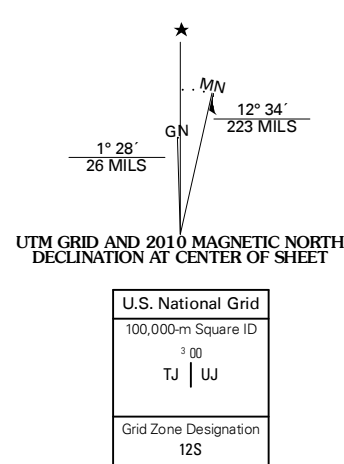 ★
MN
GN
12° 34´
223 MILS
1° 28´
26 MILS
UTM GRID AND 2010 MAGNETIC NORTH
DECLINATION AT CENTER OF SHEET
U.S. National Grid
100,000-m Square ID
3 00
TJ UJ
Grid Zone Designation
12S